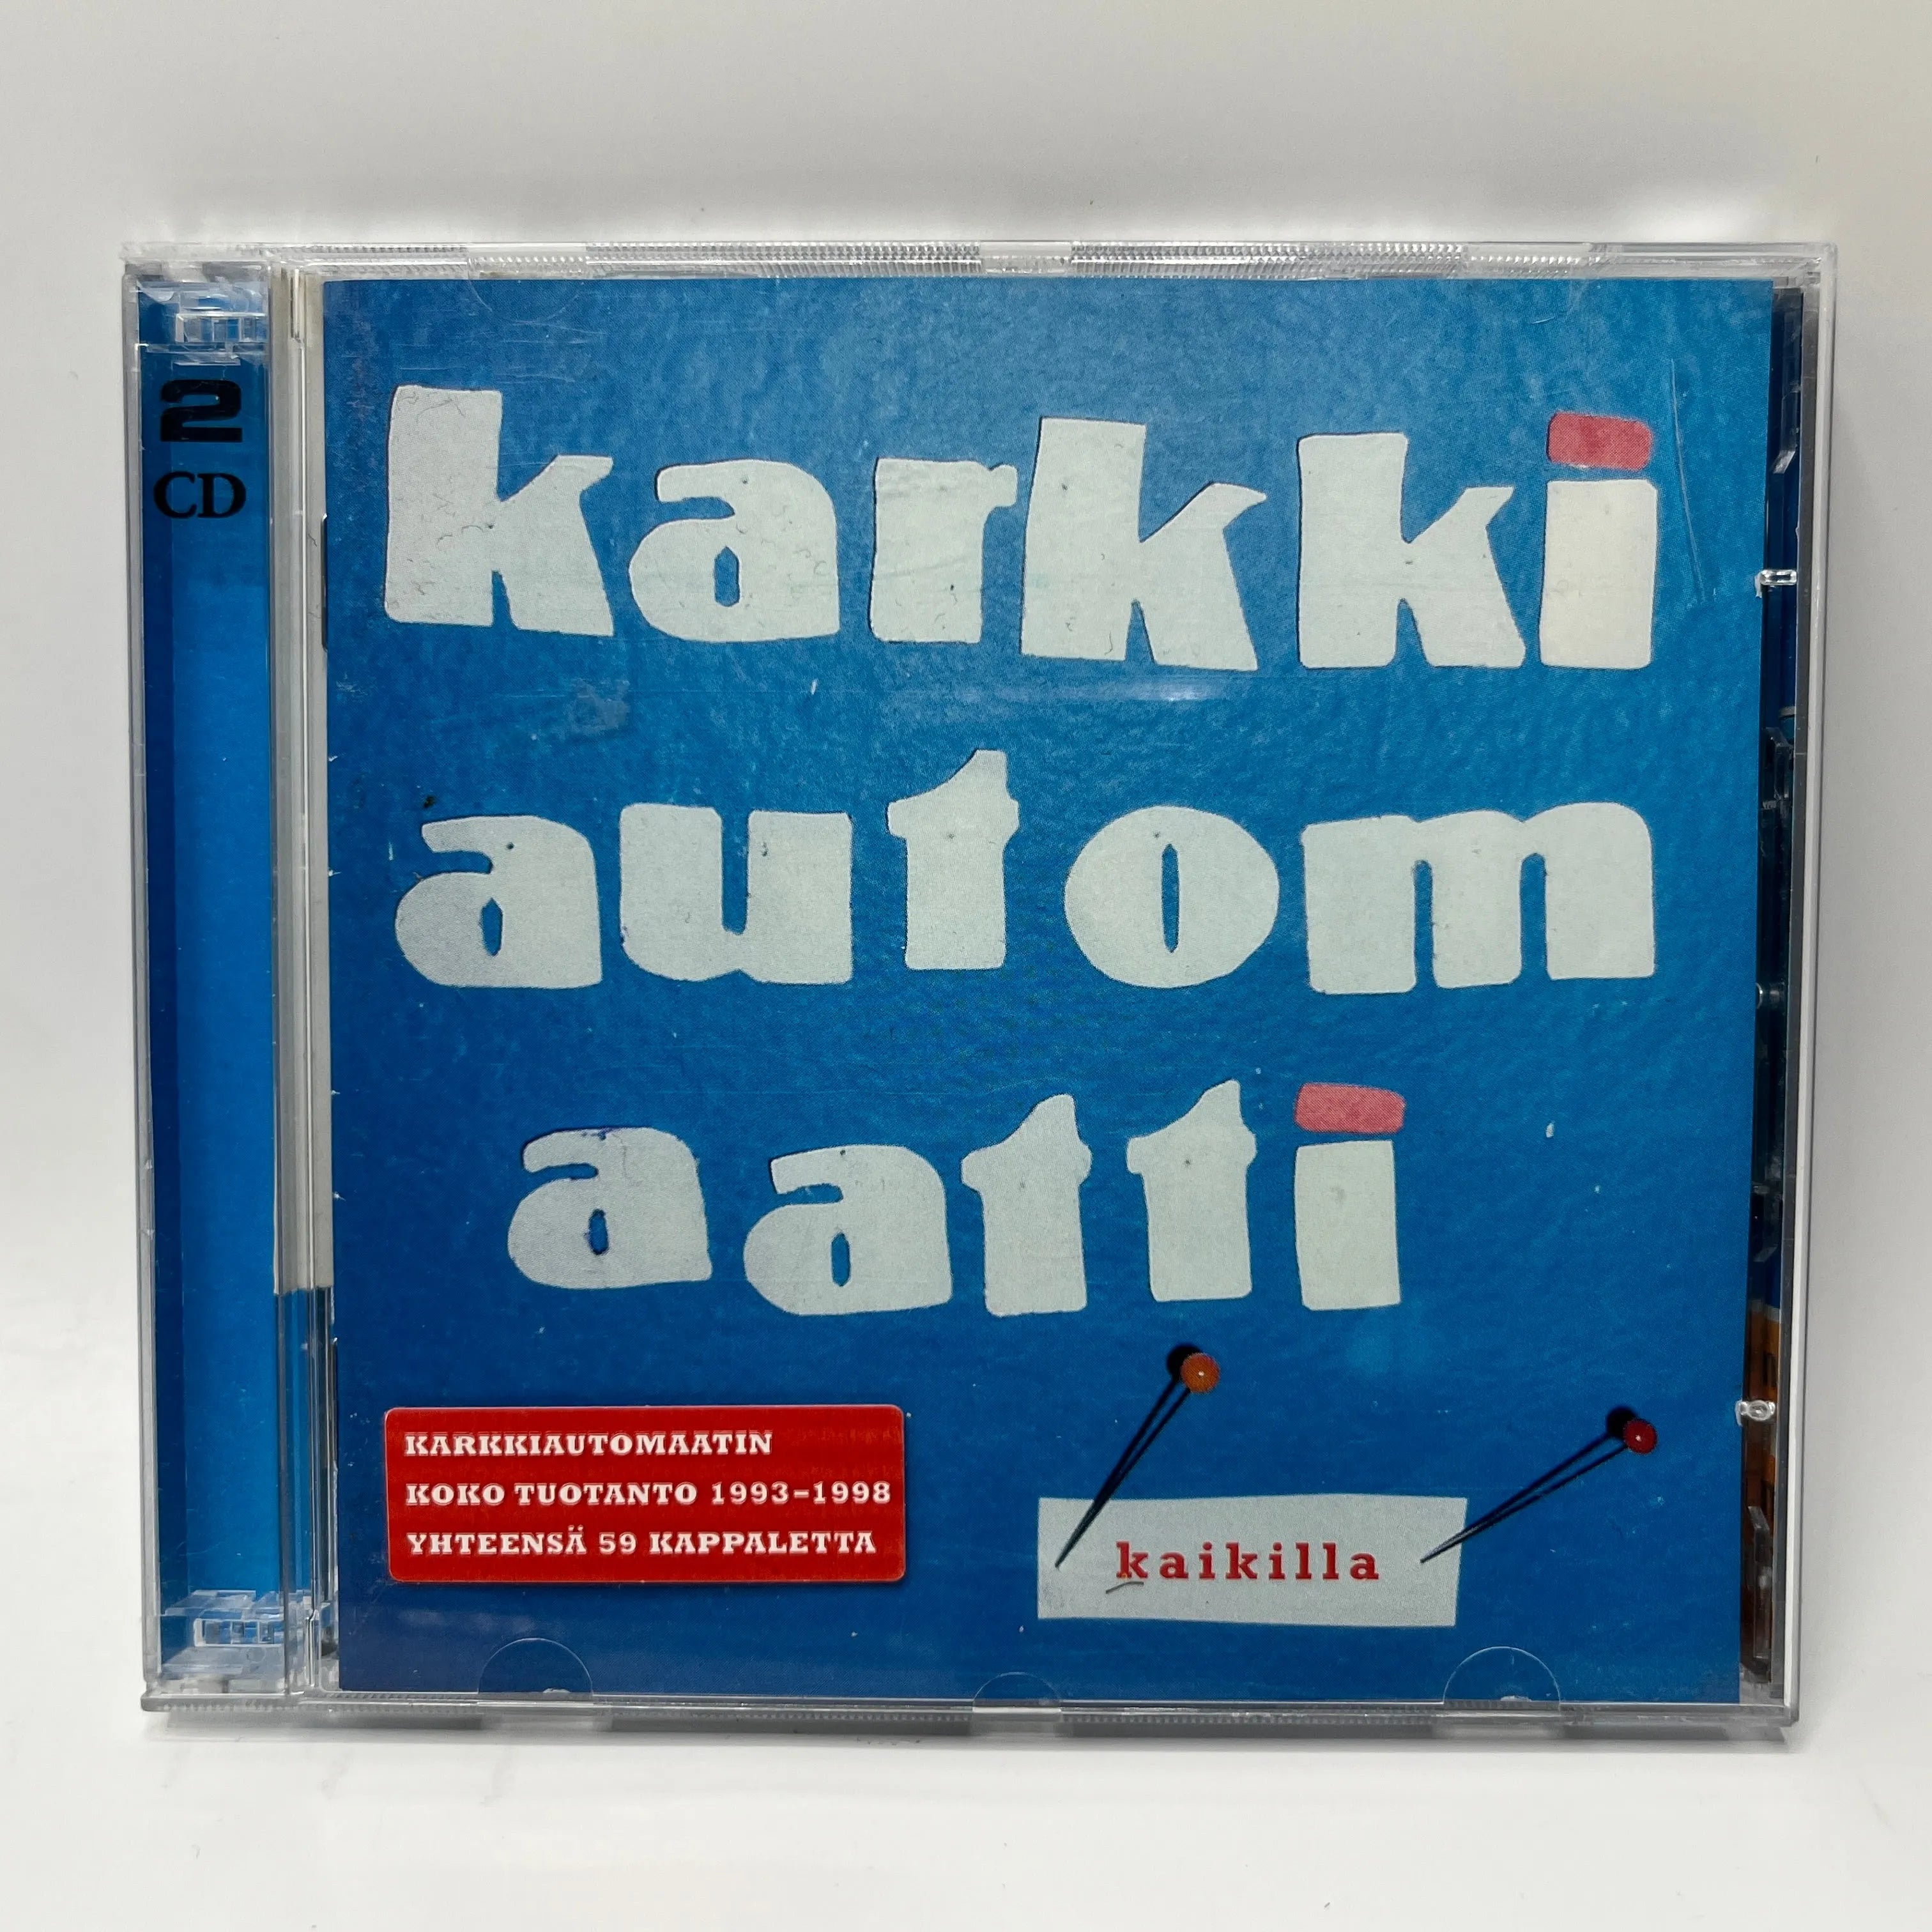 2
CD
karkki
autom
aatti
KARKKIAUTOMAATIN
KOKO TUOTANTO 1993–1998
YHTEENSÄ 59 KAPPALETTA
kaikilla